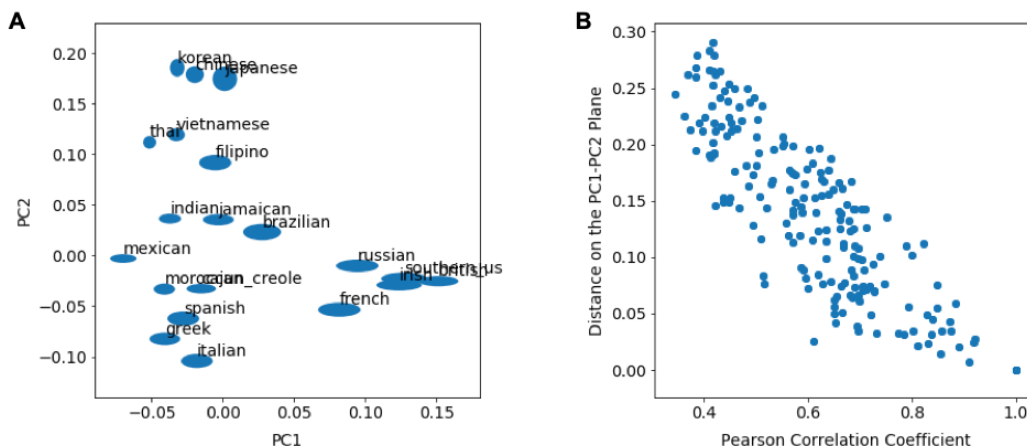 A
0.20
0.15
0.10
0.05
0.00
−0.05
−0.10
PC2
korean
chinese
japanese
thai
vietnamese
filipino
indian
jamaican
brazilian
mexican
russian
southern_us
irish
british
moroccan
cajun_creole
french
spanish
greek
italian
−0.05
0.00
0.05
0.10
0.15
PC1
B
0.30
0.25
0.20
0.15
0.10
0.05
0.00
Distance on the PC1-PC2 Plane
0.4
0.6
0.8
1.0
Pearson Correlation Coefficient